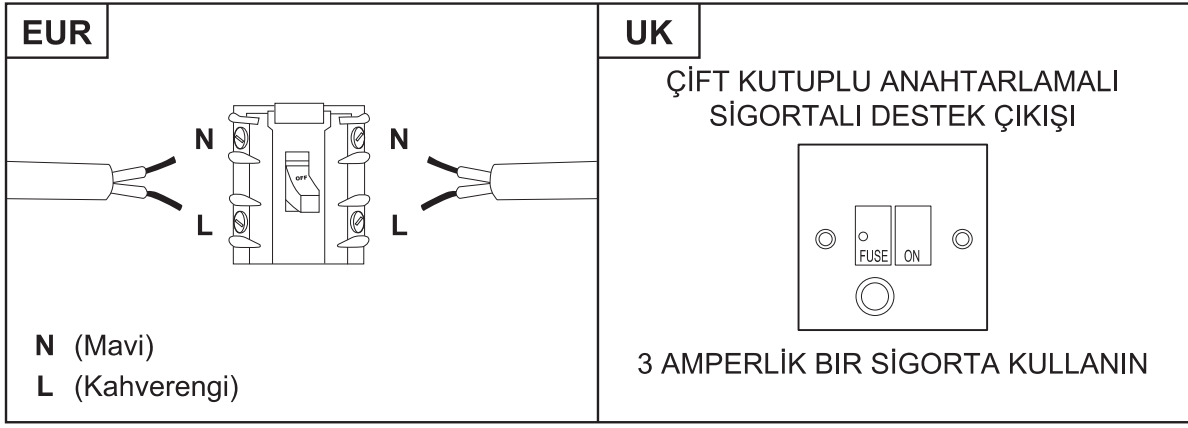 EUR
N
N
OFF
L
L
N (Mavi)
L (Kahverengi)
UK
ÇİFT KUTUPLU ANAHTARLAMALI
SİGORTALI DESTEK ÇIKIŞI
FUSE ON
3 AMPERLİK BIR SİGORTA KULLANIN